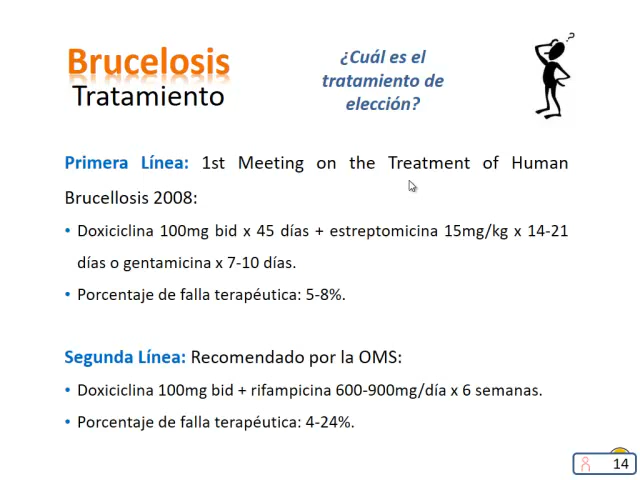 Brucelosis
Tratamiento
¿Cuál es el
tratamiento de
elección?
?
Primera Línea: 1st Meeting on the Treatment of Human
Brucellosis 2008:
• Doxiciclina 100mg bid x 45 días + estreptomicina 15mg/kg x 14-21
días o gentamicina x 7-10 días.
• Porcentaje de falla terapéutica: 5-8%.
Segunda Línea: Recomendado por la OMS:
• Doxiciclina 100mg bid + rifampicina 600-900mg/día x 6 semanas.
• Porcentaje de falla terapéutica: 4-24%.
14